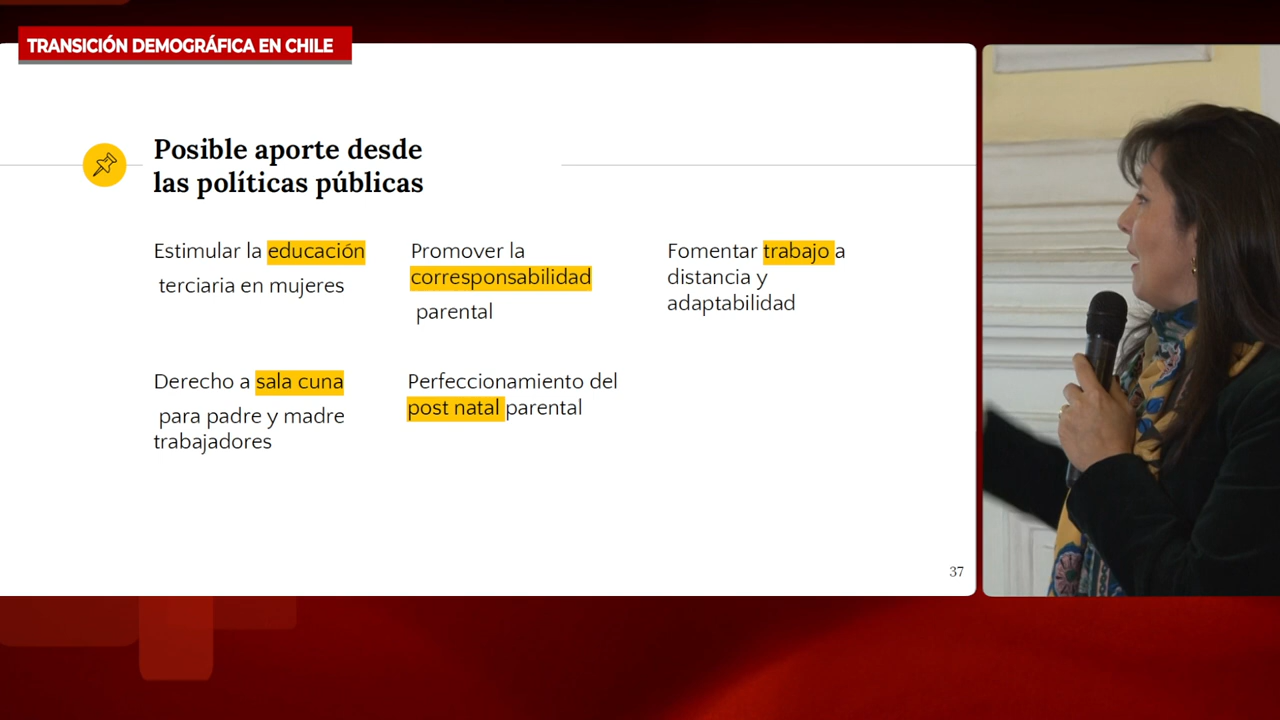 TRANSICIÓN DEMOGRÁFICA EN CHILE
Posible aporte desde
las políticas públicas
Estimular la educación
terciaria en mujeres
Promover la
corresponsabilidad
parental
Fomentar trabajo a
distancia y
adaptabilidad
Derecho a sala cuna
para padre y madre
trabajadores
Perfeccionamiento del
post natal parental
37